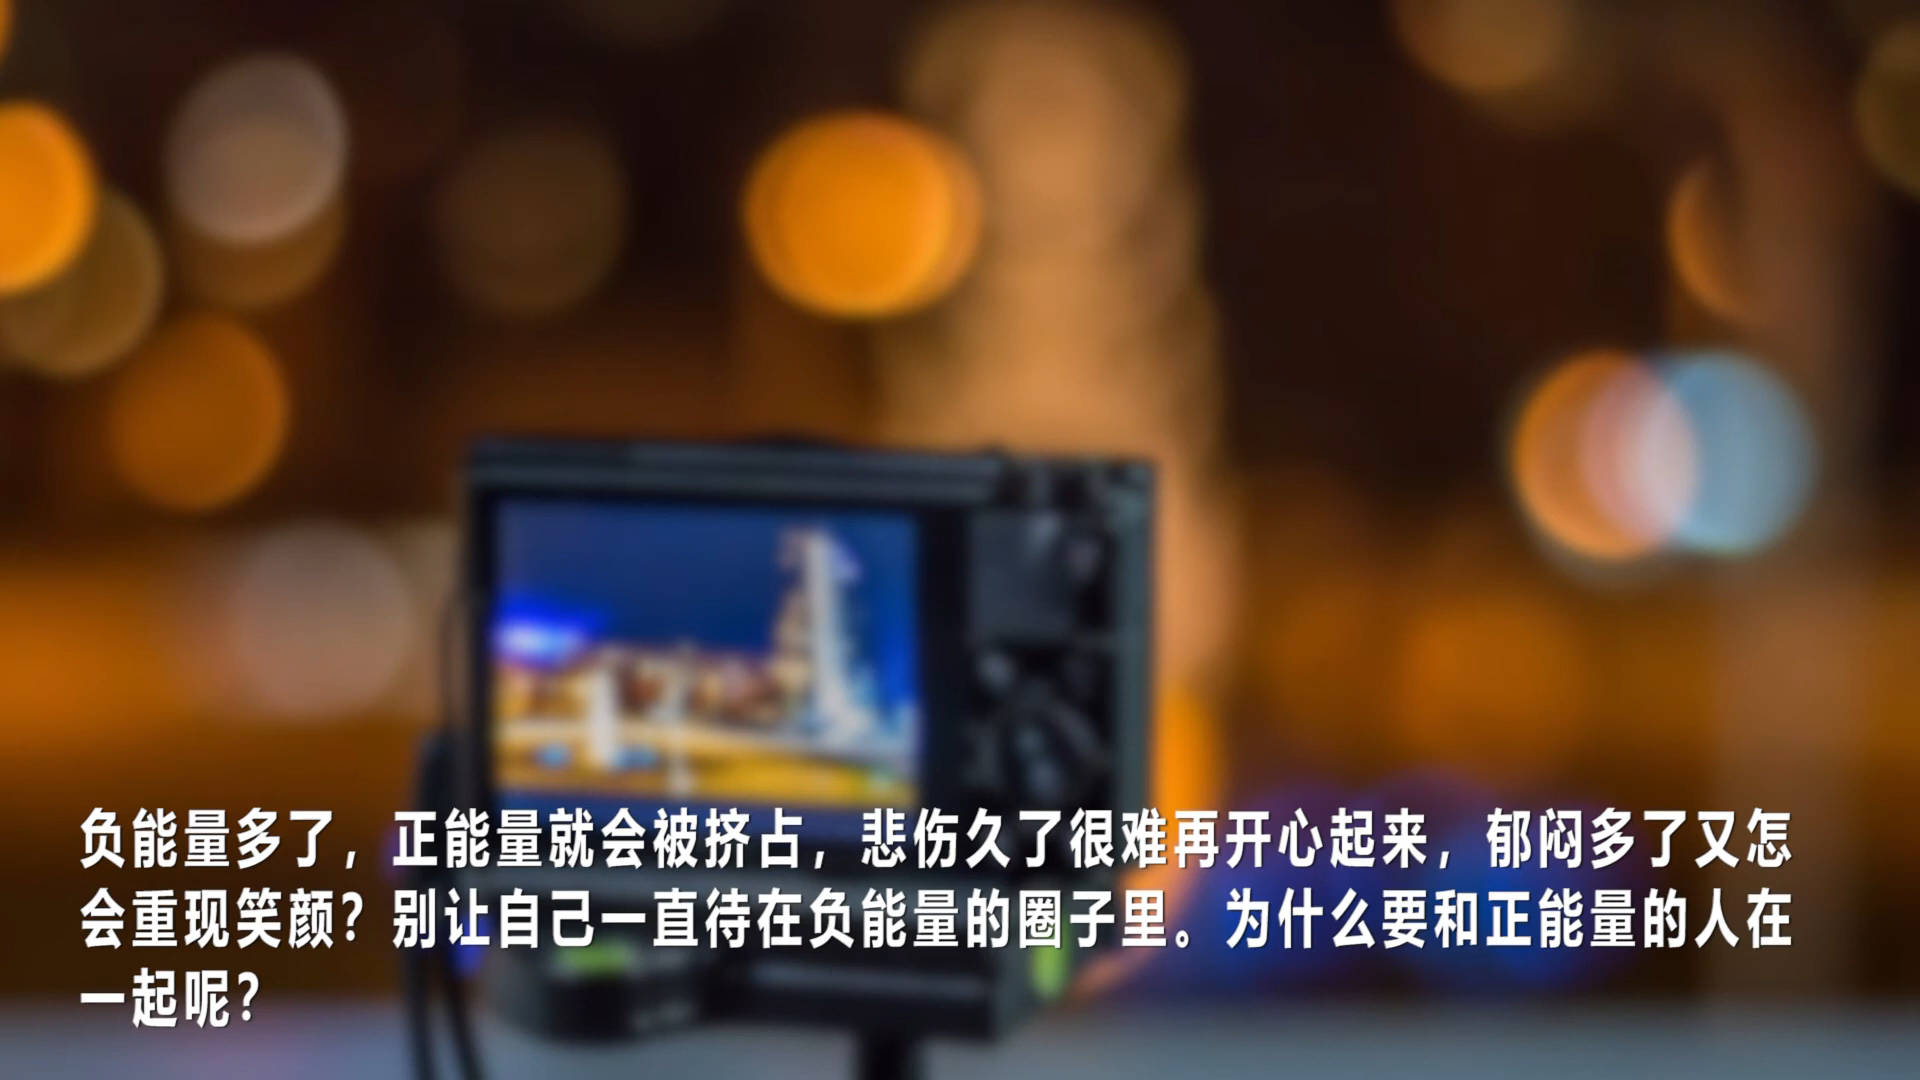 负能量多了，正能量就会被挤占，悲伤久了很难再开心起来，郁闷多了又怎
会重现笑颜？别让自己一直待在负能量的圈子里。为什么要和正能量的人在
一起呢？